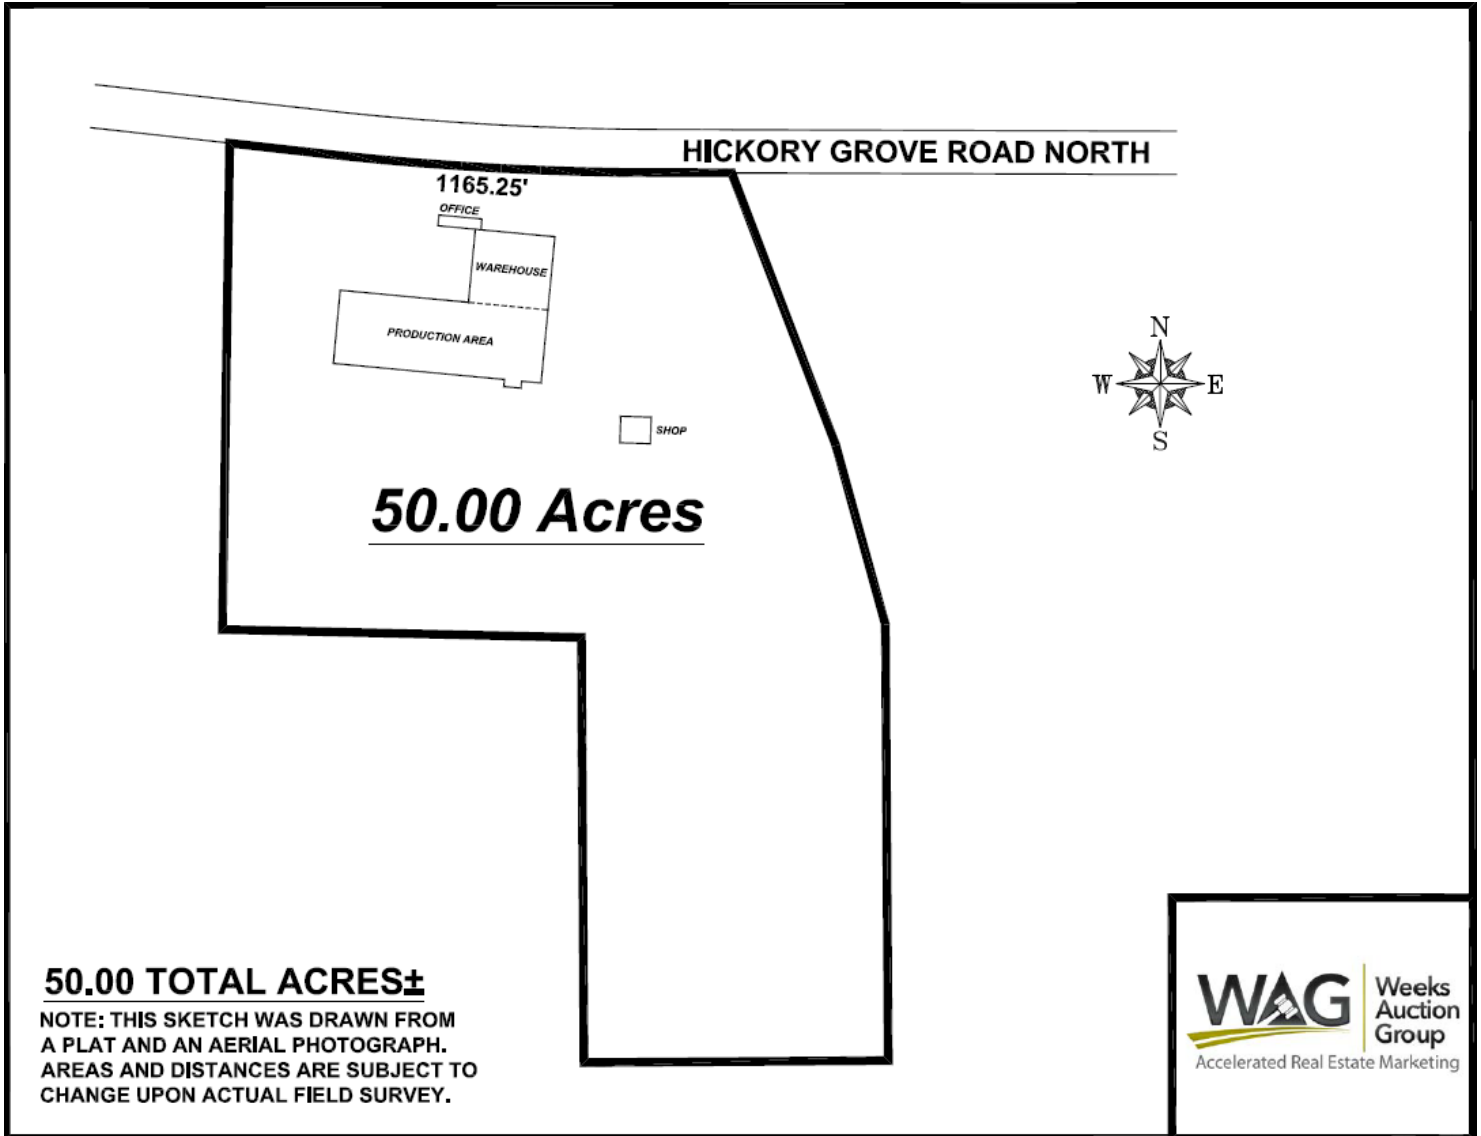 HICKORY GROVE ROAD NORTH
1165.25'
OFFICE
WAREHOUSE
PRODUCTION AREA
N
W E
S
SHOP
50.00 Acres
50.00 TOTAL ACRES±
NOTE: THIS SKETCH WAS DRAWN FROM
A PLAT AND AN AERIAL PHOTOGRAPH.
AREAS AND DISTANCES ARE SUBJECT TO
CHANGE UPON ACTUAL FIELD SURVEY.
WAG
Weeks
Auction
Group
Accelerated Real Estate Marketing